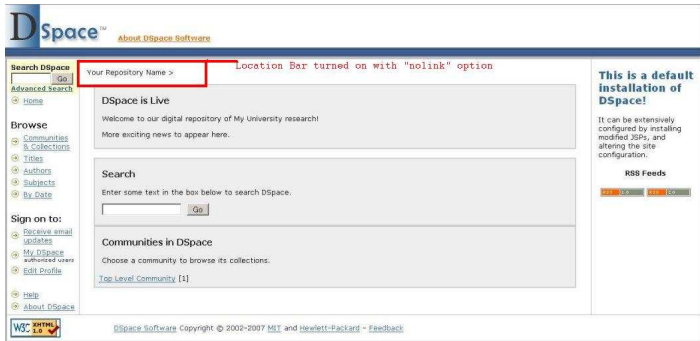 DSpace™
About DSpace Software
Search DSpace
Go
Advanced Search
Home
Browse
Communities
& Collections
Titles
Authors
Subjects
By Date
Sign on to:
Receive email
updates
My DSpace
authorized users
Edit Profile
Help
About DSpace
Your Repository Name >
Location Bar turned on with "nolink" option
DSpace is Live
Welcome to our digital repository of My University research!
More exciting news to appear here.
Search
Enter some text in the box below to search DSpace.
Go
Communities in DSpace
Choose a community to browse its collections.
Top Level Community [1]
This is a default
installation of
DSpace!
It can be extensively
configured by installing
modified JSPs, and
altering the site
configuration.
RSS Feeds
W3C XHTML 1.0
DSpace Software Copyright © 2002-2007 MIT and Hewlett-Packard - Feedback